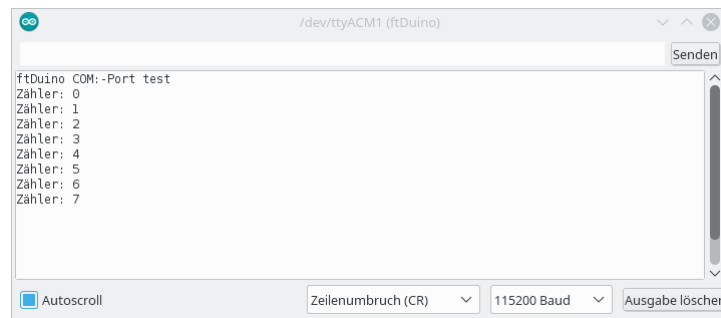 /dev/ttyACM1 (ftDuino)
Senden
ftDuino COM:-Port test
Zähler: 0
Zähler: 1
Zähler: 2
Zähler: 3
Zähler: 4
Zähler: 5
Zähler: 6
Zähler: 7
Autoscroll Zeilenumbruch (CR) 115200 Baud Ausgabe löschen